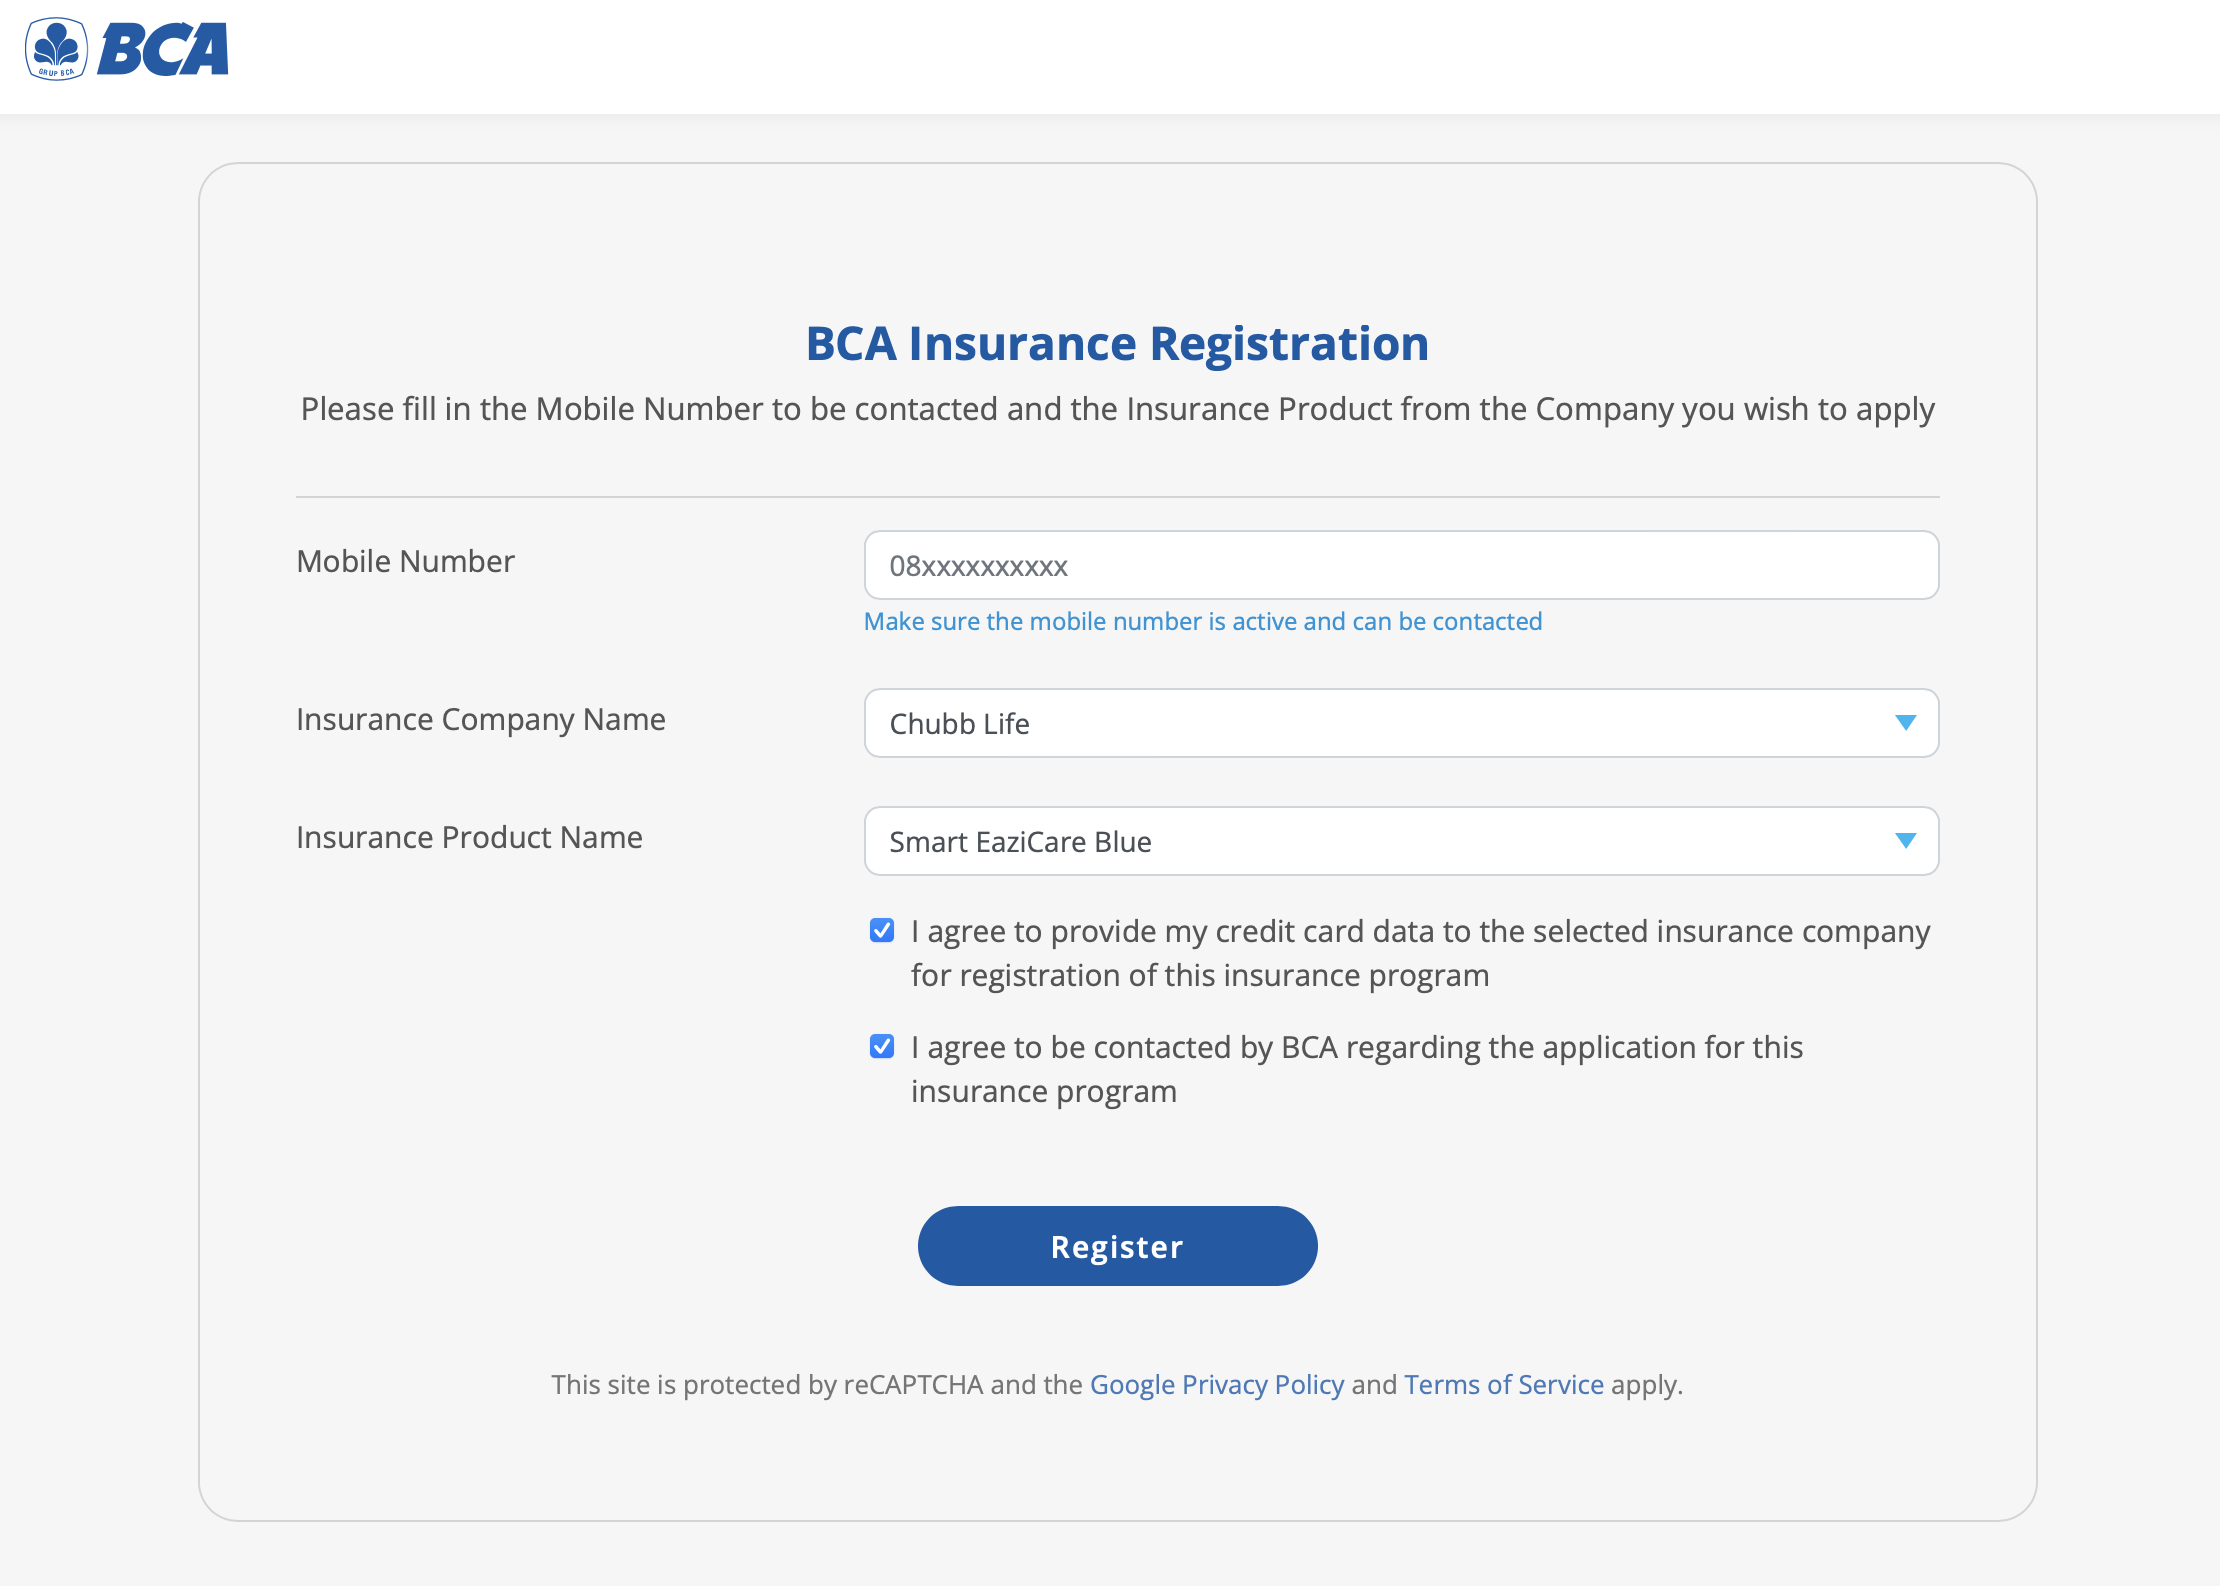 GRUP BCA
BCA
BCA Insurance Registration
Please fill in the Mobile Number to be contacted and the Insurance Product from the Company you wish to apply
Mobile Number
08xxxxxxxxxx
Make sure the mobile number is active and can be contacted
Insurance Company Name
Chubb Life
Insurance Product Name
Smart EaziCare Blue
I agree to provide my credit card data to the selected insurance company
for registration of this insurance program
I agree to be contacted by BCA regarding the application for this
insurance program
Register
This site is protected by reCAPTCHA and the Google Privacy Policy and Terms of Service apply.